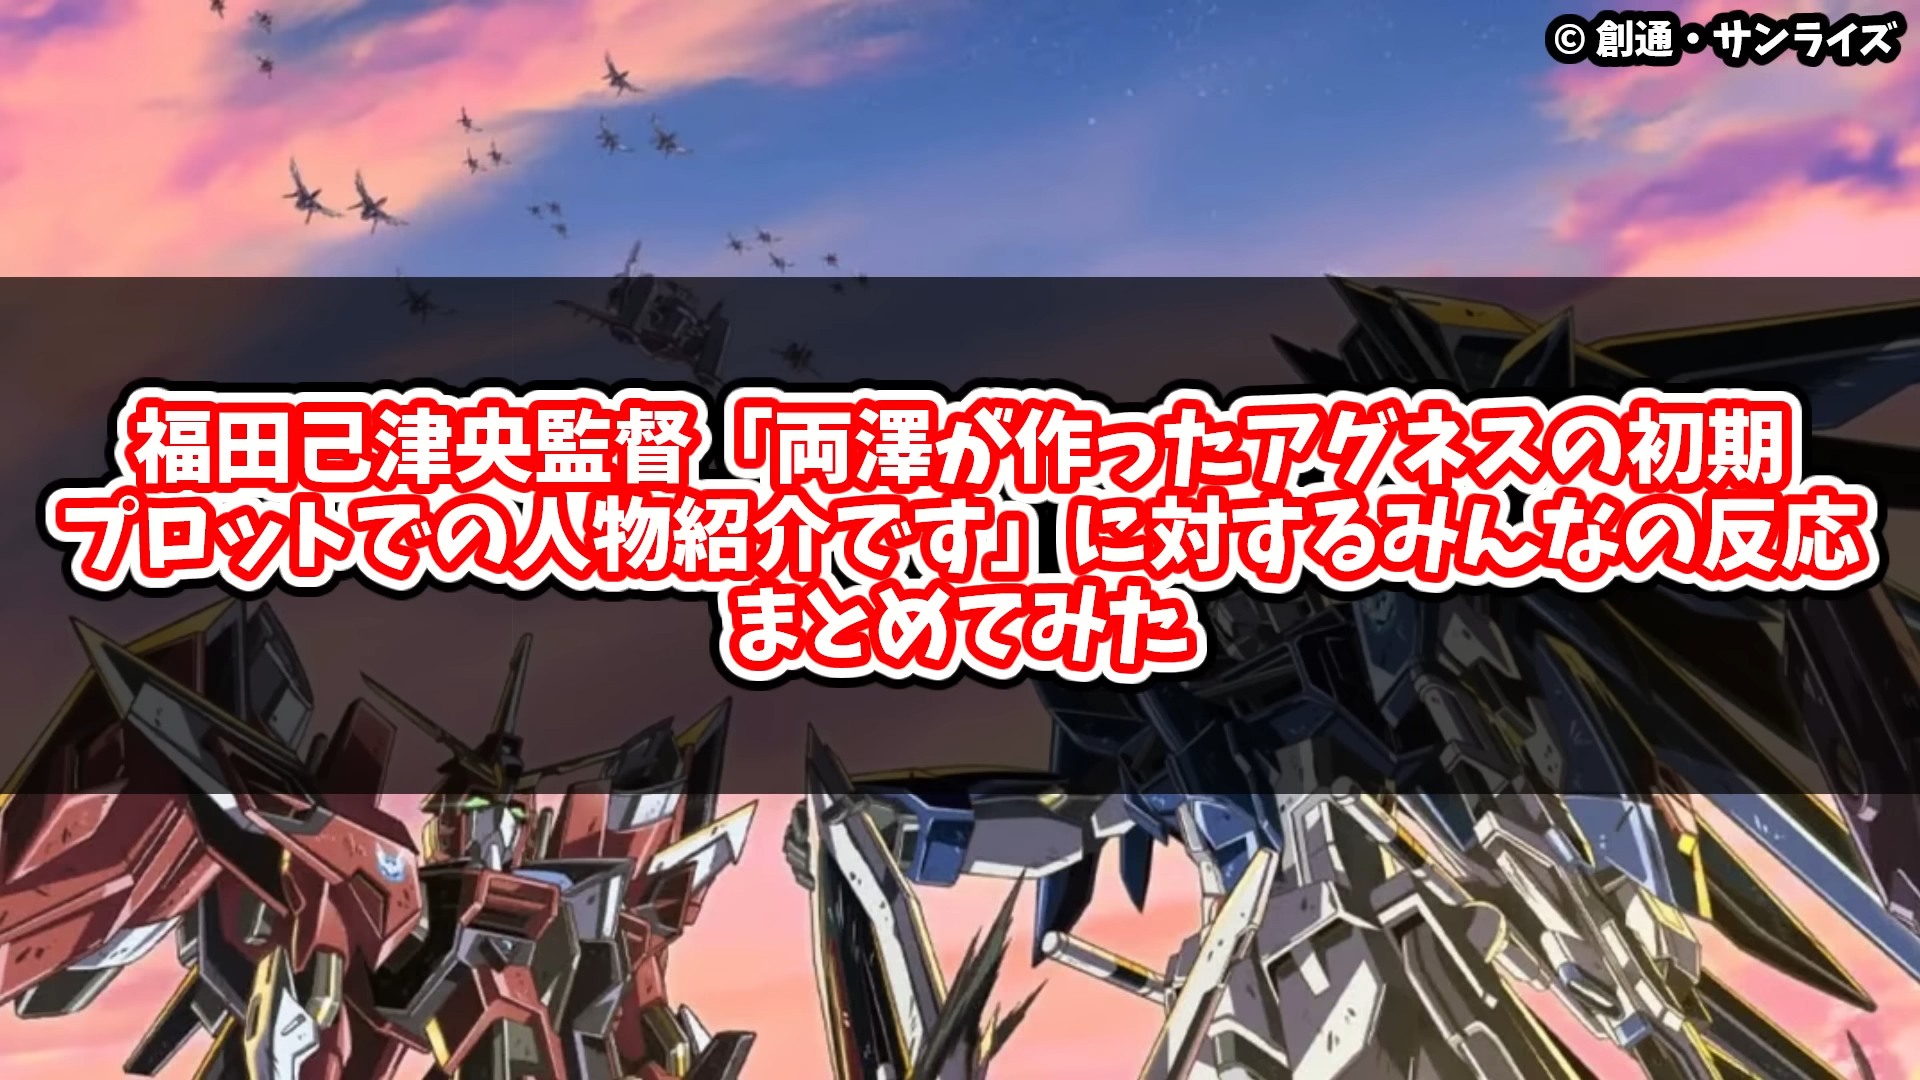 © 創通・サンライズ
福田己津央監督「両澤が作ったアグネスの初期
プロットでの人物紹介です」に対するみんなの反応
まとめてみた